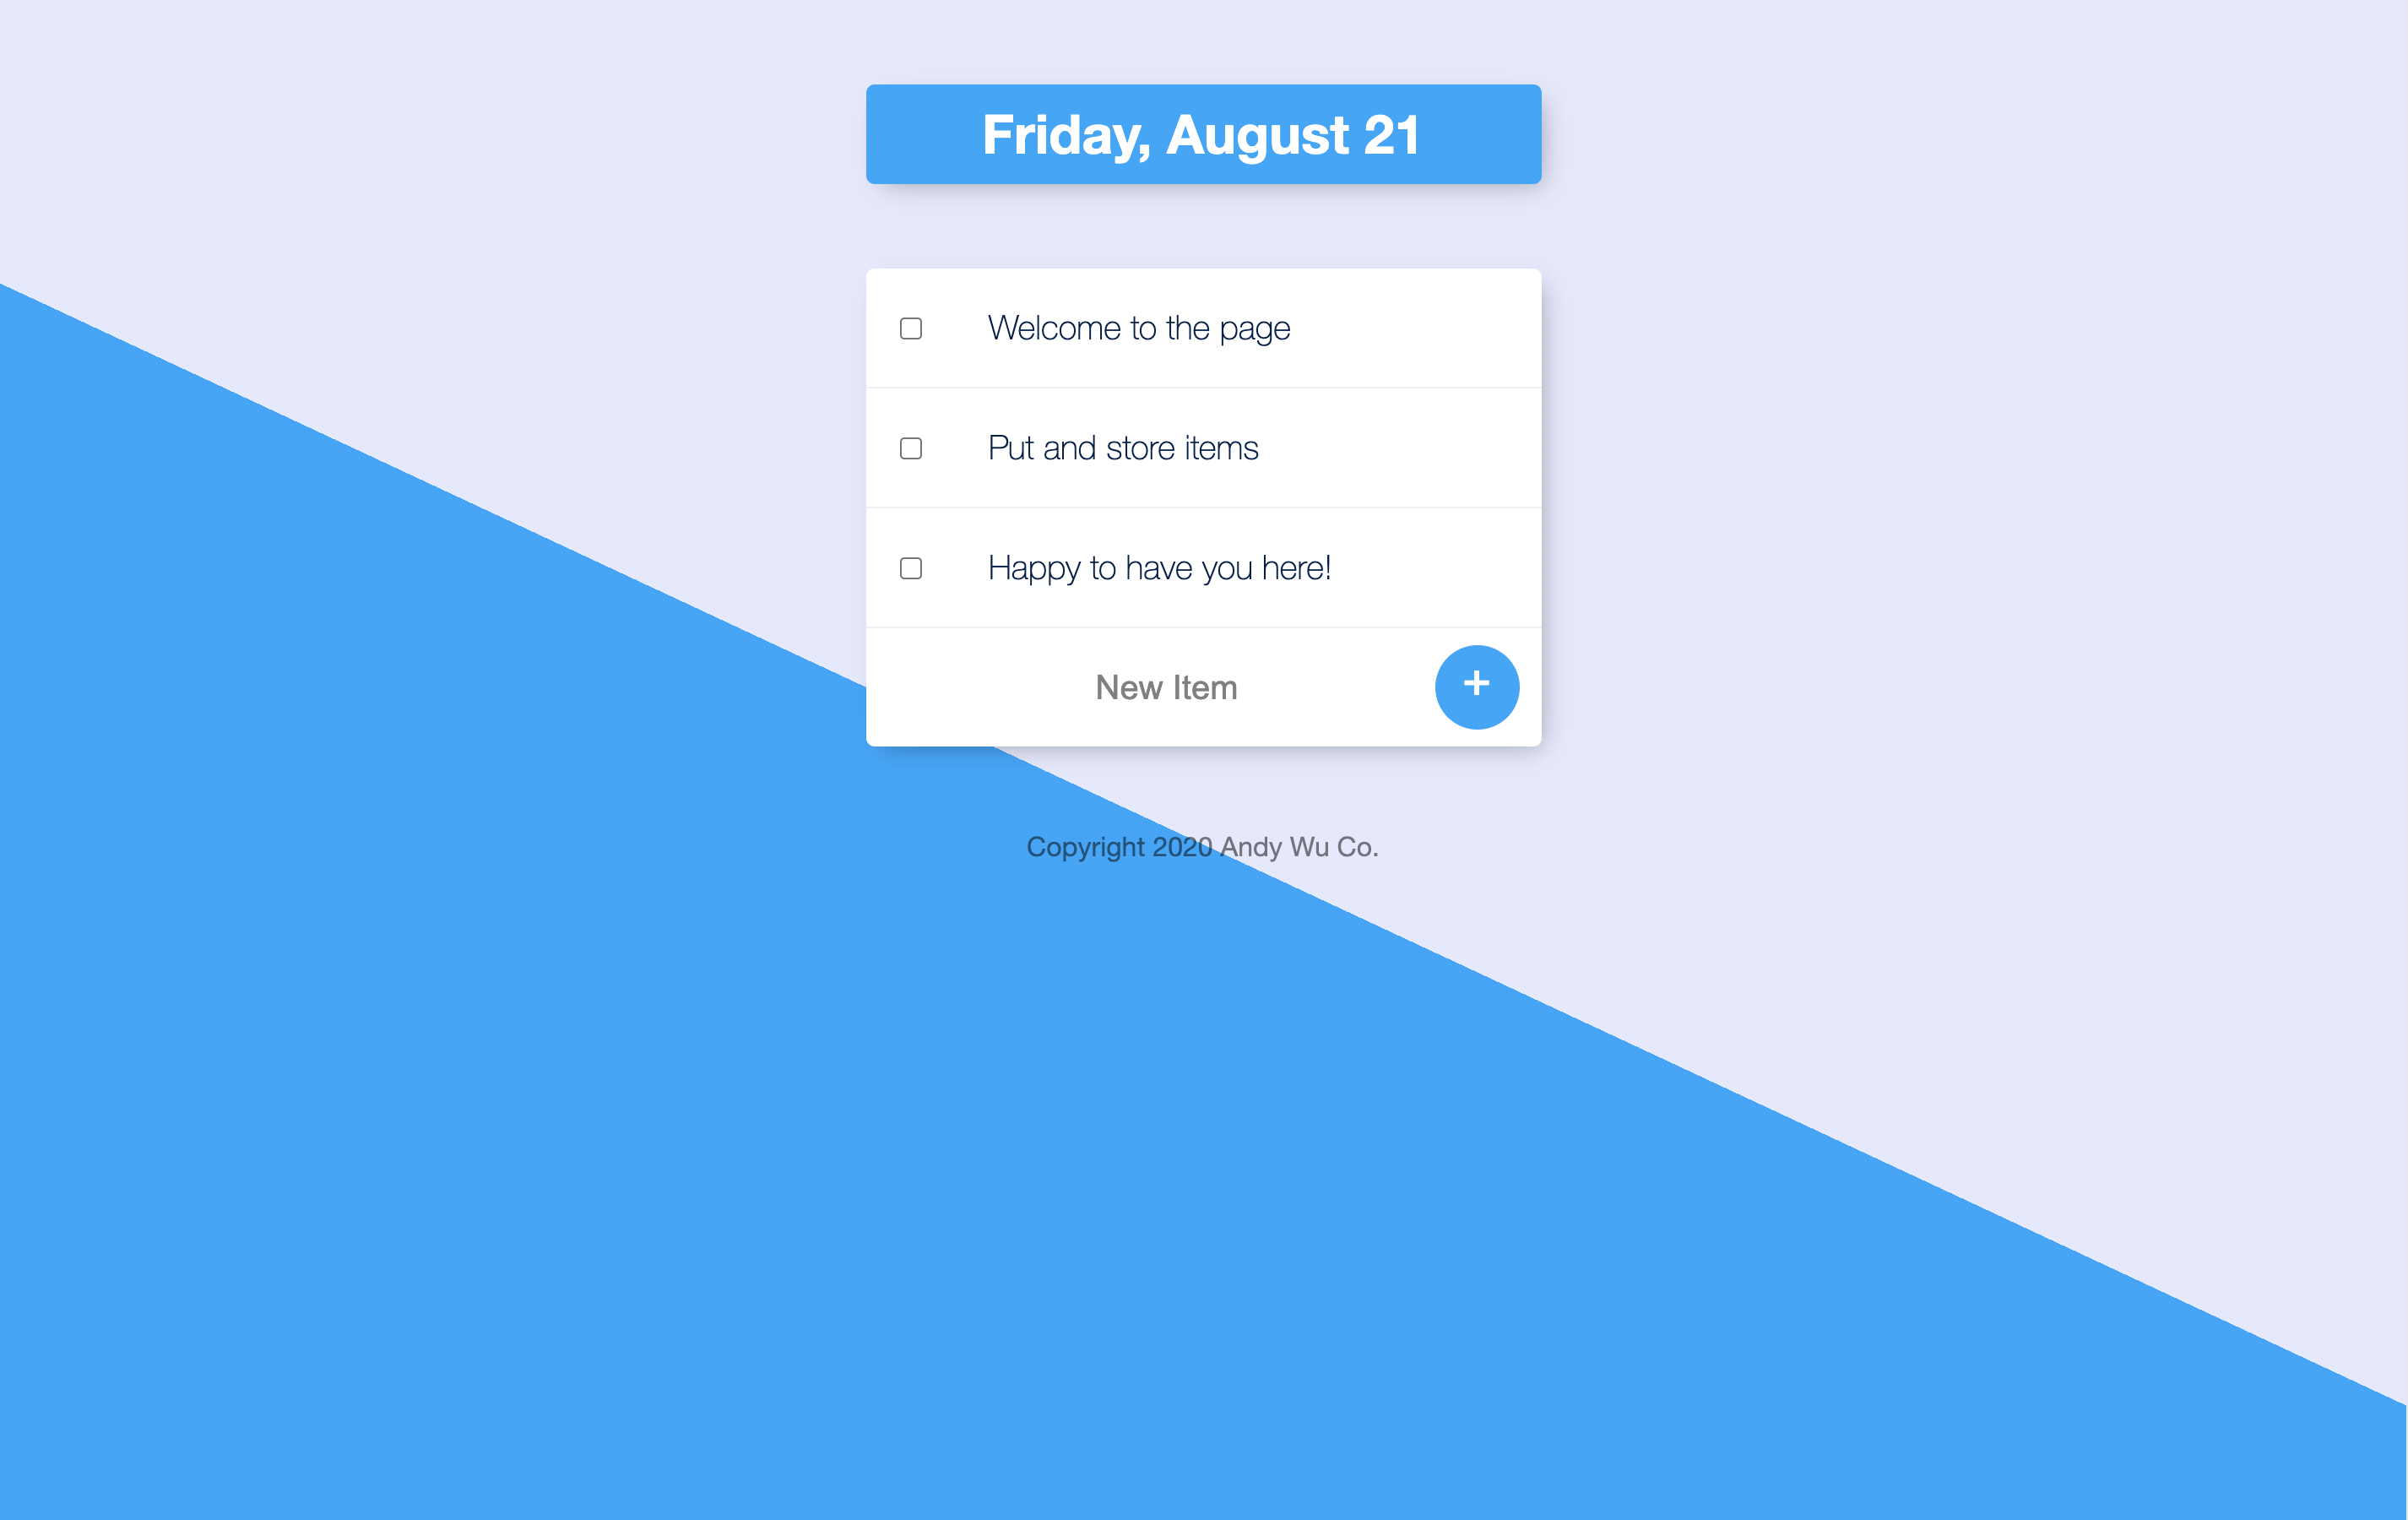 Friday, August 21
Welcome to the page
Put and store items
Happy to have you here!
New Item
+
Copyright 2020 Andy Wu Co.